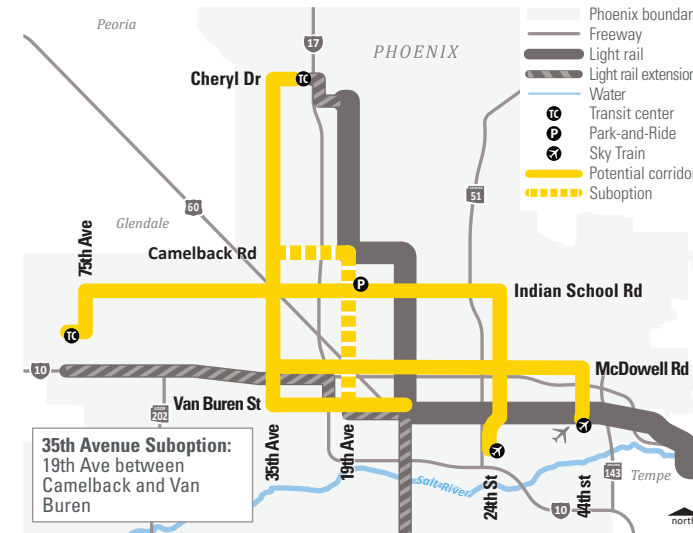 Peoria
17
PHOENIX
Phoenix boundar
Freeway
Light rail
Light rail extension
Water
TC
Transit center
P
Park-and-Ride
Sky Train
Potential corridor
Suboption
Cheryl Dr
TC
51
60
Glendale
75th Ave
Camelback Rd
P
Indian School Rd
TC
10
McDowell Rd
LOOP
202
Van Buren St
35th Avenue Suboption:
19th Ave between
Camelback and Van
Buren
35th Ave
19th Ave
24th St
44th st
Salt River
143
Tempe
10
north